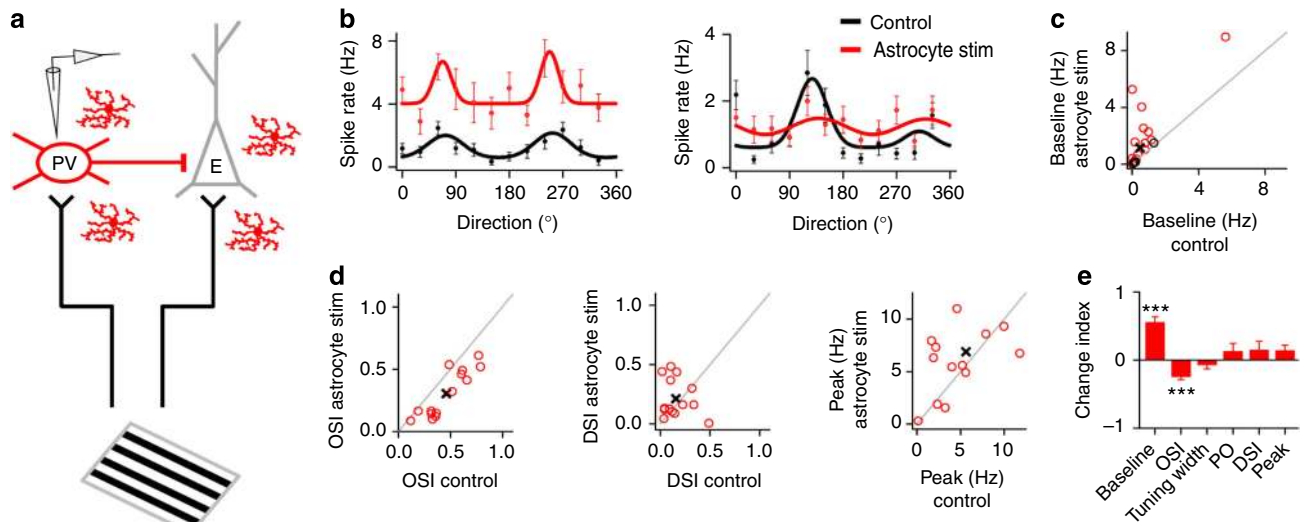 a
PV
E
b
Spike rate (Hz)
8
4
0
0 90 180 270 360
Direction (°)
Spike rate (Hz)
4
2
0
0 90 180 270 360
Direction (°)
Control
Astrocyte stim
c
Baseline (Hz)
astrocyte stim
8
4
0
0 4 8
Baseline (Hz)
control
d
OSI astrocyte stim
1.0
0.5
0.0
0.0 0.5 1.0
OSI control
DSI astrocyte stim
1.0
0.5
0.0
0.0 0.5 1.0
DSI control
Peak (Hz)
astrocyte stim
10
5
0
0 5 10
Peak (Hz)
control
e
Change index
1
0
–1
***
***
Baseline
OSI
Tuning width
PO
DSI
Peak